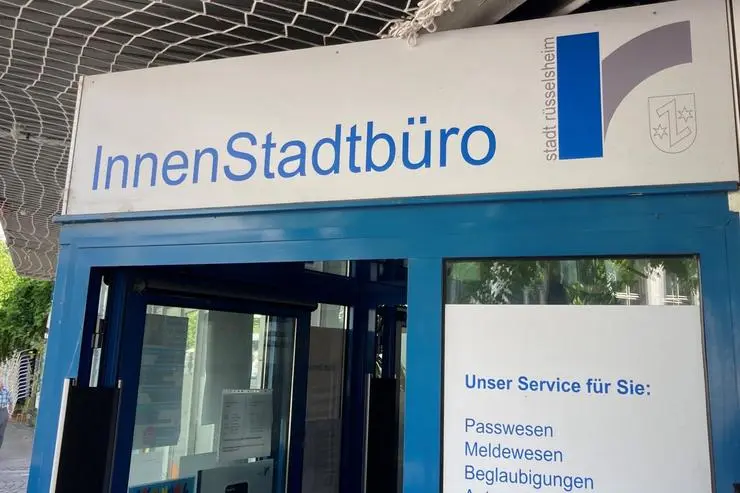 InnenStadtbüro
stadt rüsselsheim
Unser Service für Sie:
Passwesen
Meldewesen
Beglaubigungen